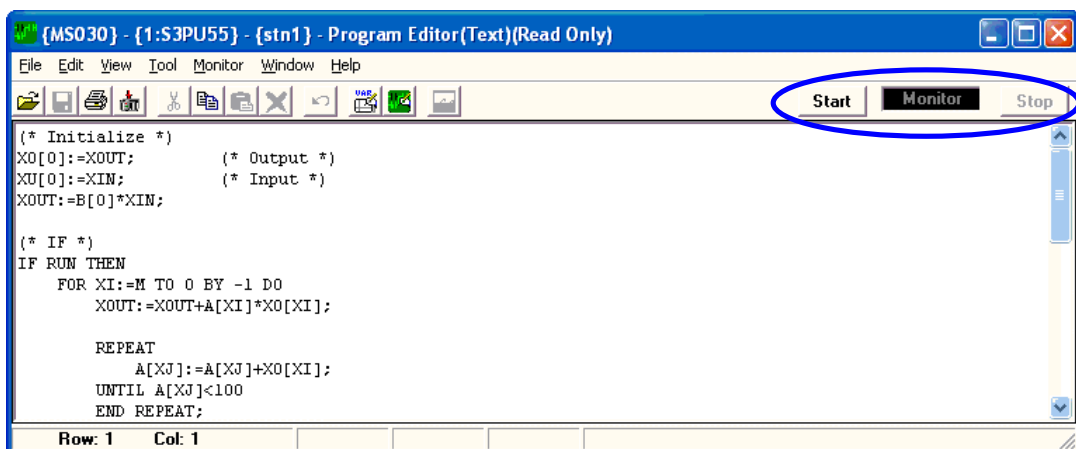 {MS030} - {1:S3PU55} - {stn1} - Program Editor(Text)(Read Only)
File Edit View Tool Monitor Window Help
VAR Start Monitor Stop
(* Initialize *)
XO[0]:=XOUT; (* Output *)
XU[0]:=XIN; (* Input *)
XOUT:=B[0]*XIN;
(* IF *)
IF RUN THEN
FOR XI:=M TO 0 BY -1 DO
XOUT:=XOUT+A[XI]*XO[XI];
REPEAT
A[XJ]:=A[XJ]+XO[XI];
UNTIL A[XJ]<100
END REPEAT;
Row: 1 Col: 1